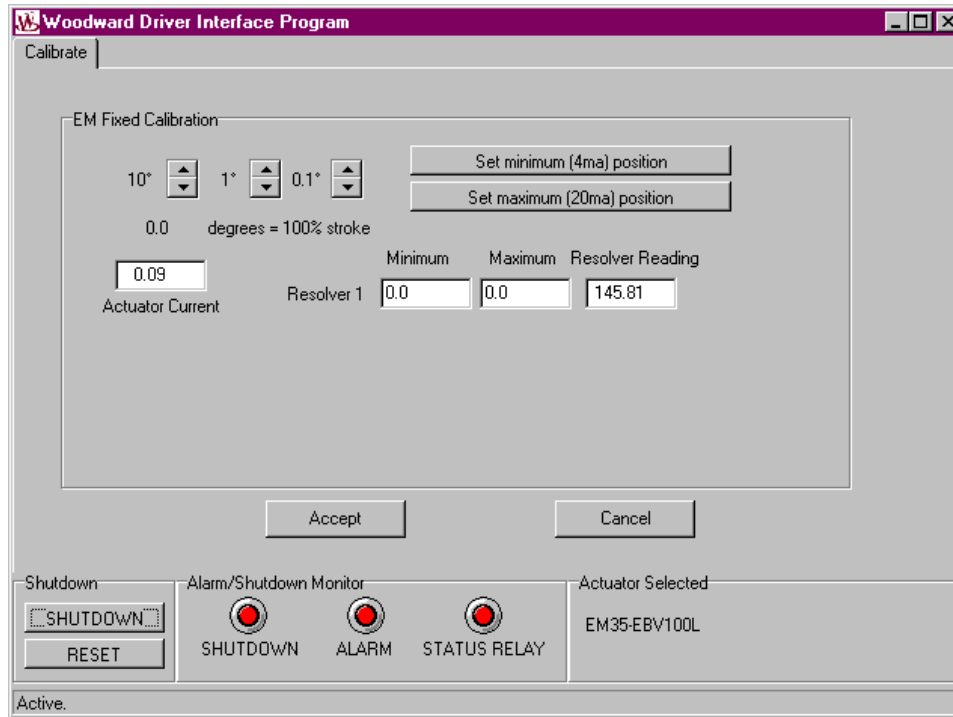 Woodward Driver Interface Program
Calibrate
EM Fixed Calibration
10° 1° 0.1°
Set minimum (4ma) position
Set maximum (20ma) position
0.0 degrees = 100% stroke
Minimum Maximum Resolver Reading
0.09
Actuator Current
Resolver 1 0.0 0.0 145.81
Accept Cancel
Shutdown
SHUTDOWN
RESET
Alarm/Shutdown Monitor
SHUTDOWN ALARM STATUS RELAY
Actuator Selected
EM35-EBV100L
Active.